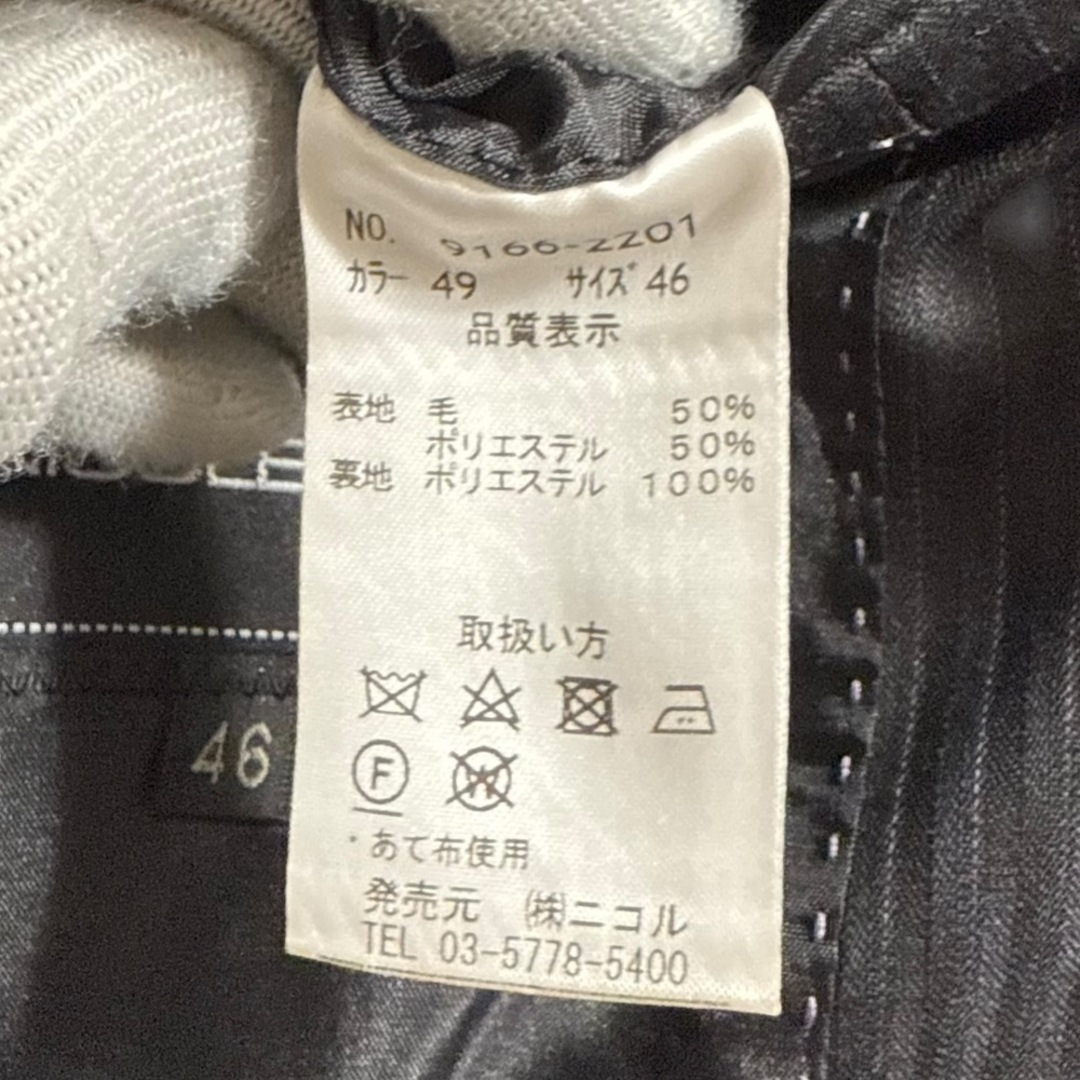 NO. 9166-2201
カラー 49 サイズ 46
品質表示
表地 毛 50%
ポリエステル 50%
裏地 ポリエステル 100%
取扱い方
F W
・あて布使用
発売元 ㈱ニコル
TEL 03-5778-5400
46